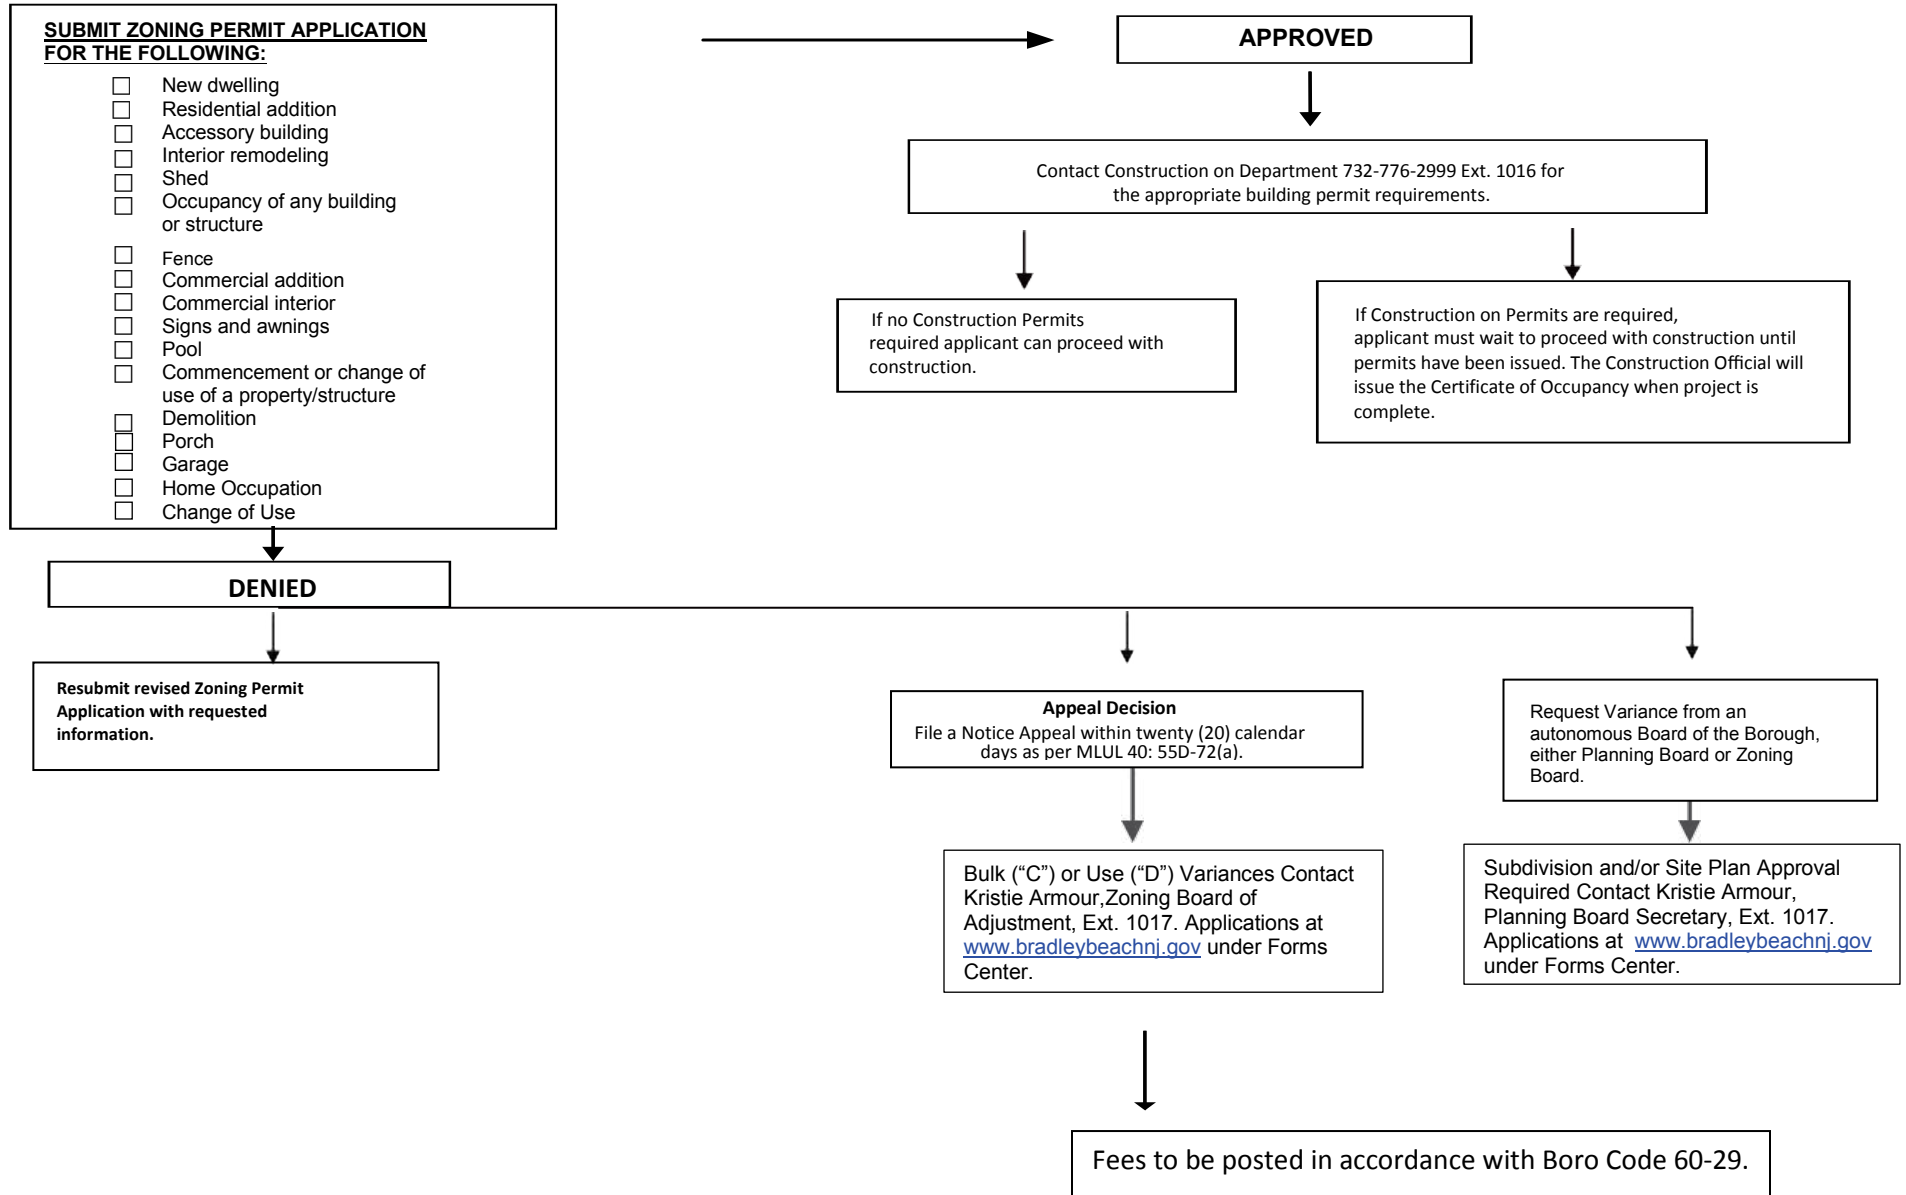 SUBMIT ZONING PERMIT APPLICATION
FOR THE FOLLOWING:
New dwelling
Residential addition
Accessory building
Interior remodeling
Shed
Occupancy of any building
or structure
Fence
Commercial addition
Commercial interior
Signs and awnings
Pool
Commencement or change of
use of a property/structure
Demolition
Porch
Garage
Home Occupation
Change of Use
APPROVED
Contact Construction on Department 732-776-2999 Ext. 1016 for
the appropriate building permit requirements.
If no Construction Permits
required applicant can proceed with
construction.
If Construction on Permits are required,
applicant must wait to proceed with construction until
permits have been issued. The Construction Official will
issue the Certificate of Occupancy when project is
complete.
DENIED
Resubmit revised Zoning Permit
Application with requested
information.
Appeal Decision
File a Notice Appeal within twenty (20) calendar
days as per MLUL 40: 55D-72(a).
Request Variance from an
autonomous Board of the Borough,
either Planning Board or Zoning
Board.
Bulk (“C”) or Use (“D”) Variances Contact
Kristie Armour,Zoning Board of
Adjustment, Ext. 1017. Applications at
www.bradleybeachnj.gov under Forms
Center.
Subdivision and/or Site Plan Approval
Required Contact Kristie Armour,
Planning Board Secretary, Ext. 1017.
Applications at www.bradleybeachnj.gov
under Forms Center.
Fees to be posted in accordance with Boro Code 60-29.